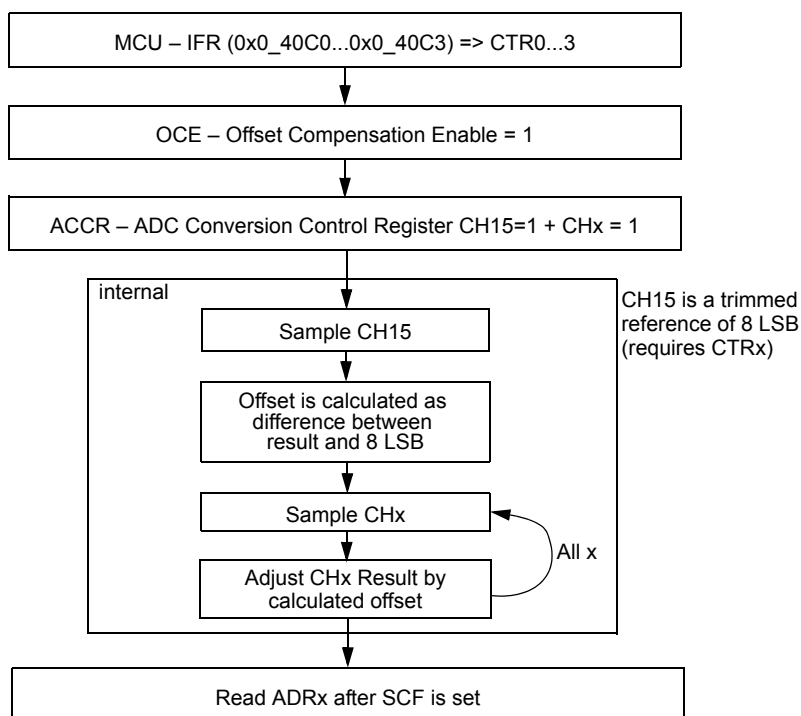 MCU – IFR (0x0_40C0...0x0_40C3) => CTR0...3
OCE – Offset Compensation Enable = 1
ACCR – ADC Conversion Control Register CH15=1 + CHx = 1
internal
CH15 is a trimmed
reference of 8 LSB
(requires CTRx)
Sample CH15
Offset is calculated as
difference between
result and 8 LSB
Sample CHx
All x
Adjust CHx Result by
calculated offset
Read ADRx after SCF is set